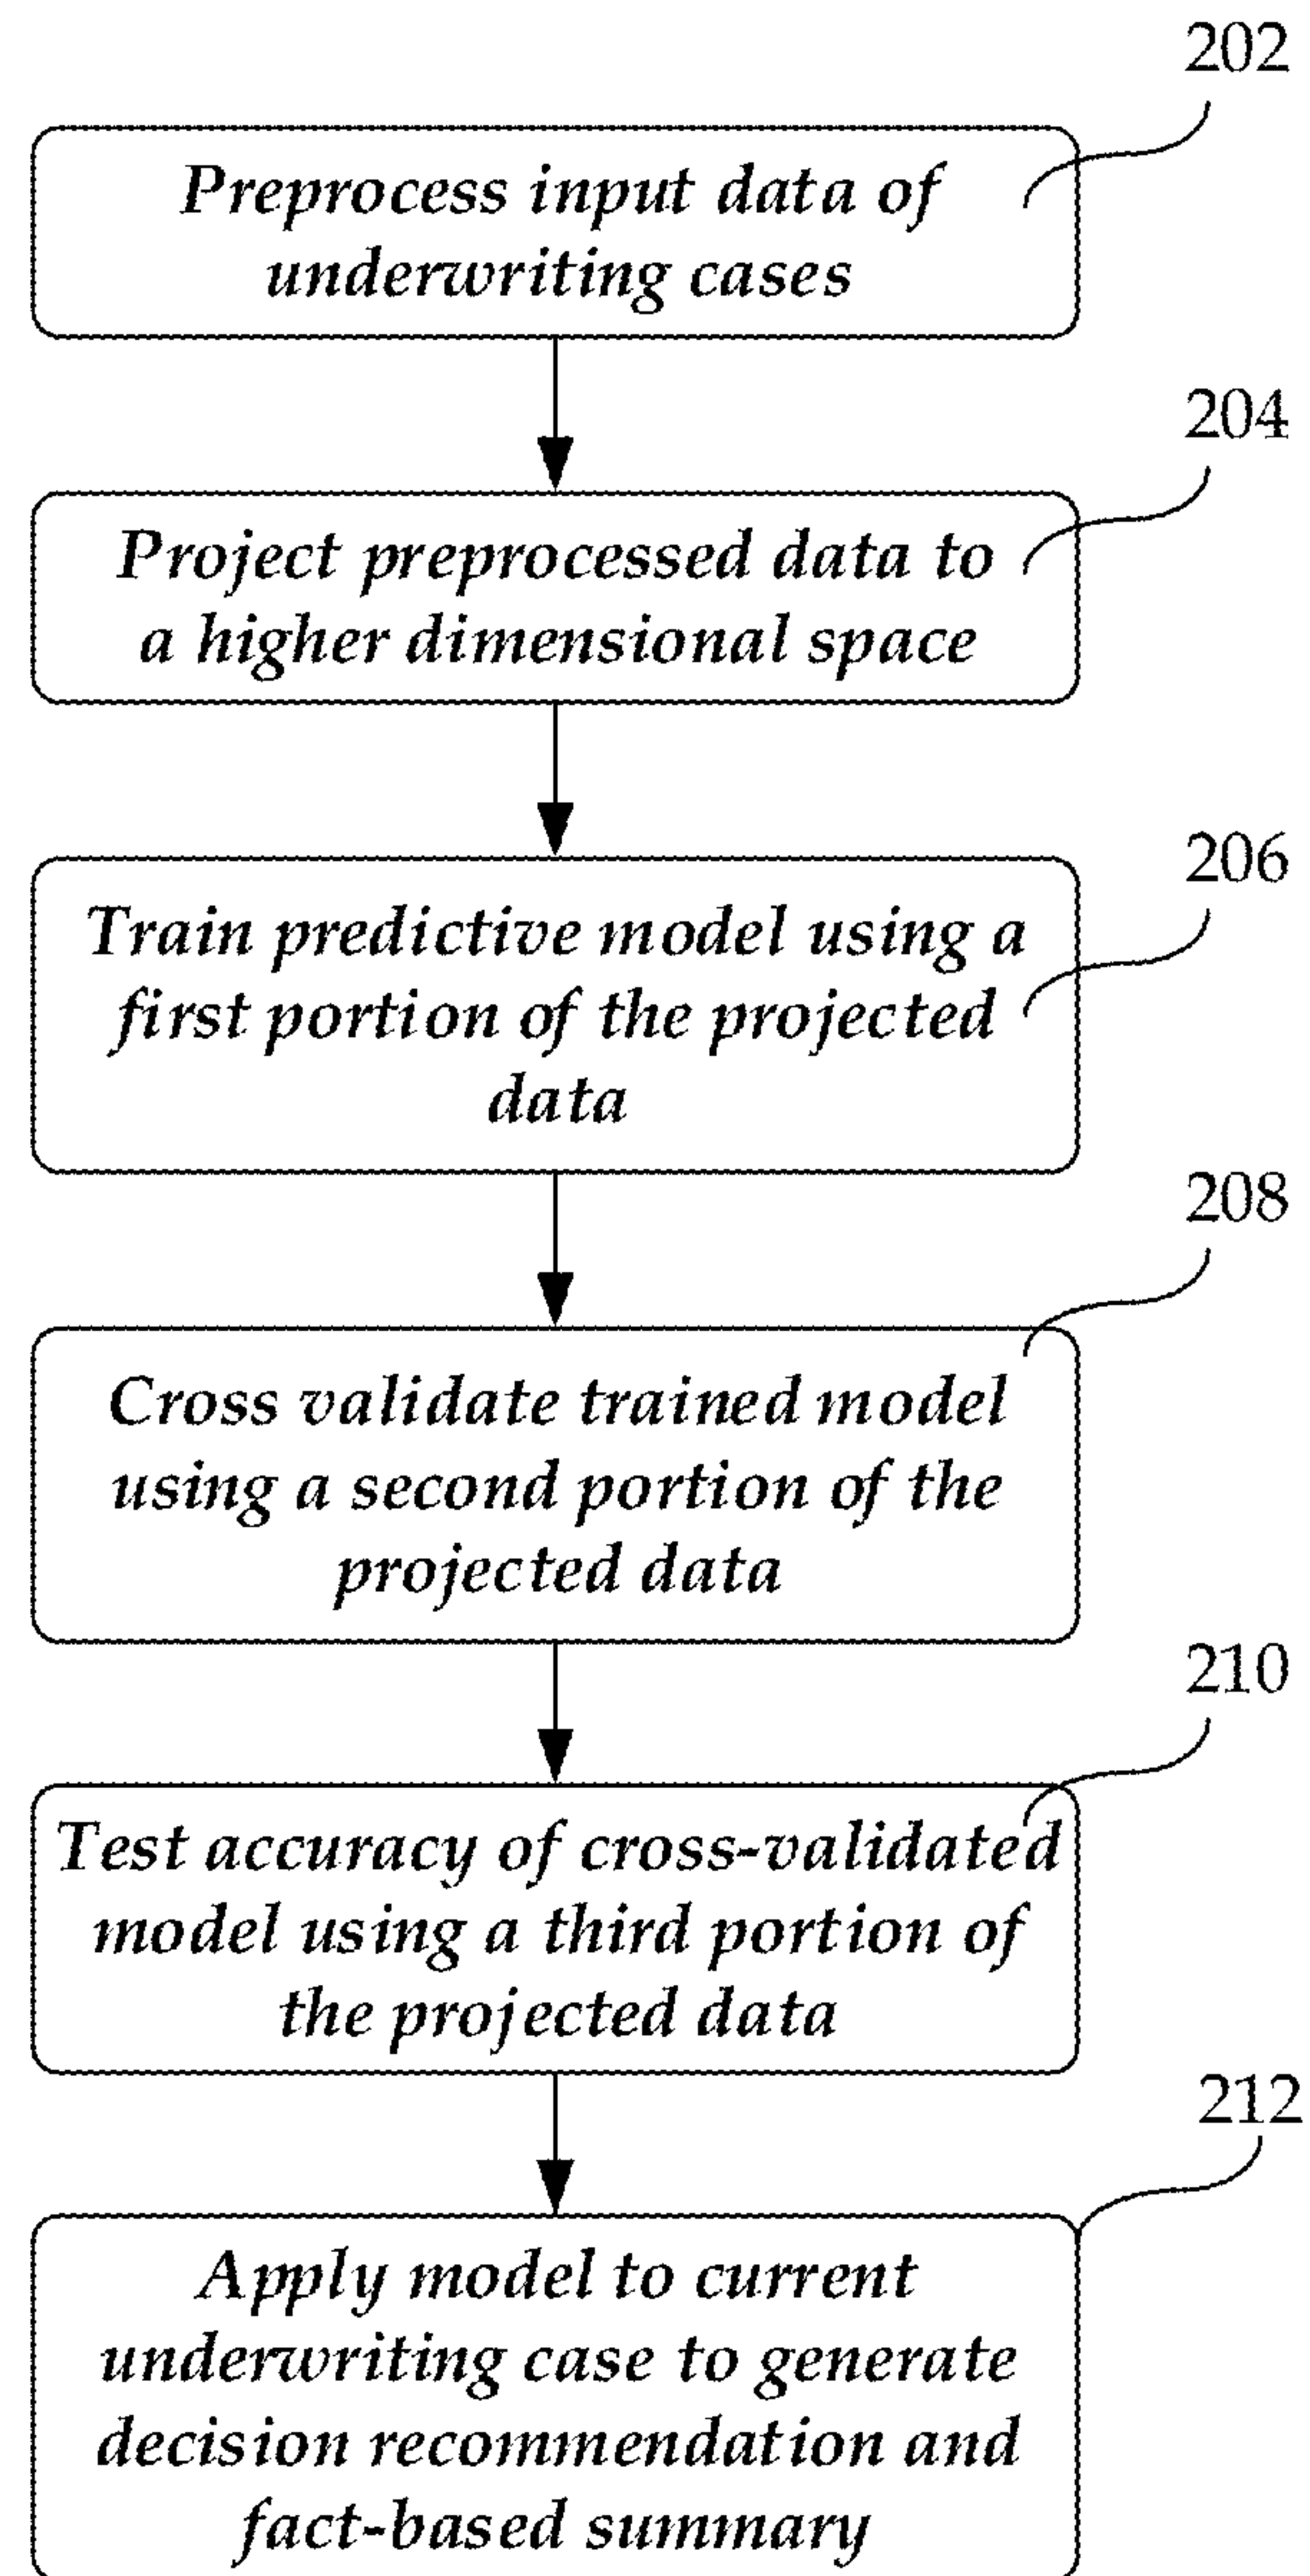 202
Preprocess input data of
underwriting cases
204
Project preprocessed data to
a higher dimensional space
206
Train predictive model using a
first portion of the projected
data
208
Cross validate trained model
using a second portion of the
projected data
210
Test accuracy of cross-validated
model using a third portion of
the projected data
212
Apply model to current
underwriting case to generate
decision recommendation and
fact-based summary